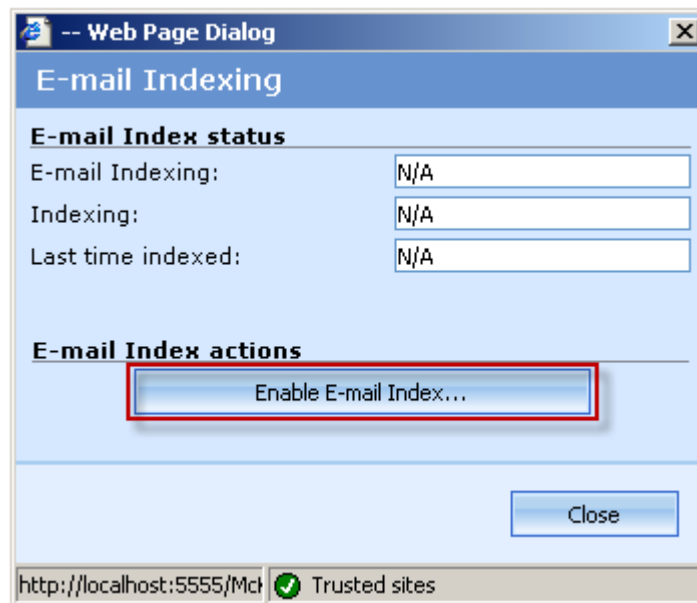 -- Web Page Dialog
E-mail Indexing
E-mail Index status
E-mail Indexing: N/A
Indexing: N/A
Last time indexed: N/A
E-mail Index actions
Enable E-mail Index...
Close
http://localhost:5555/Mc Trusted sites